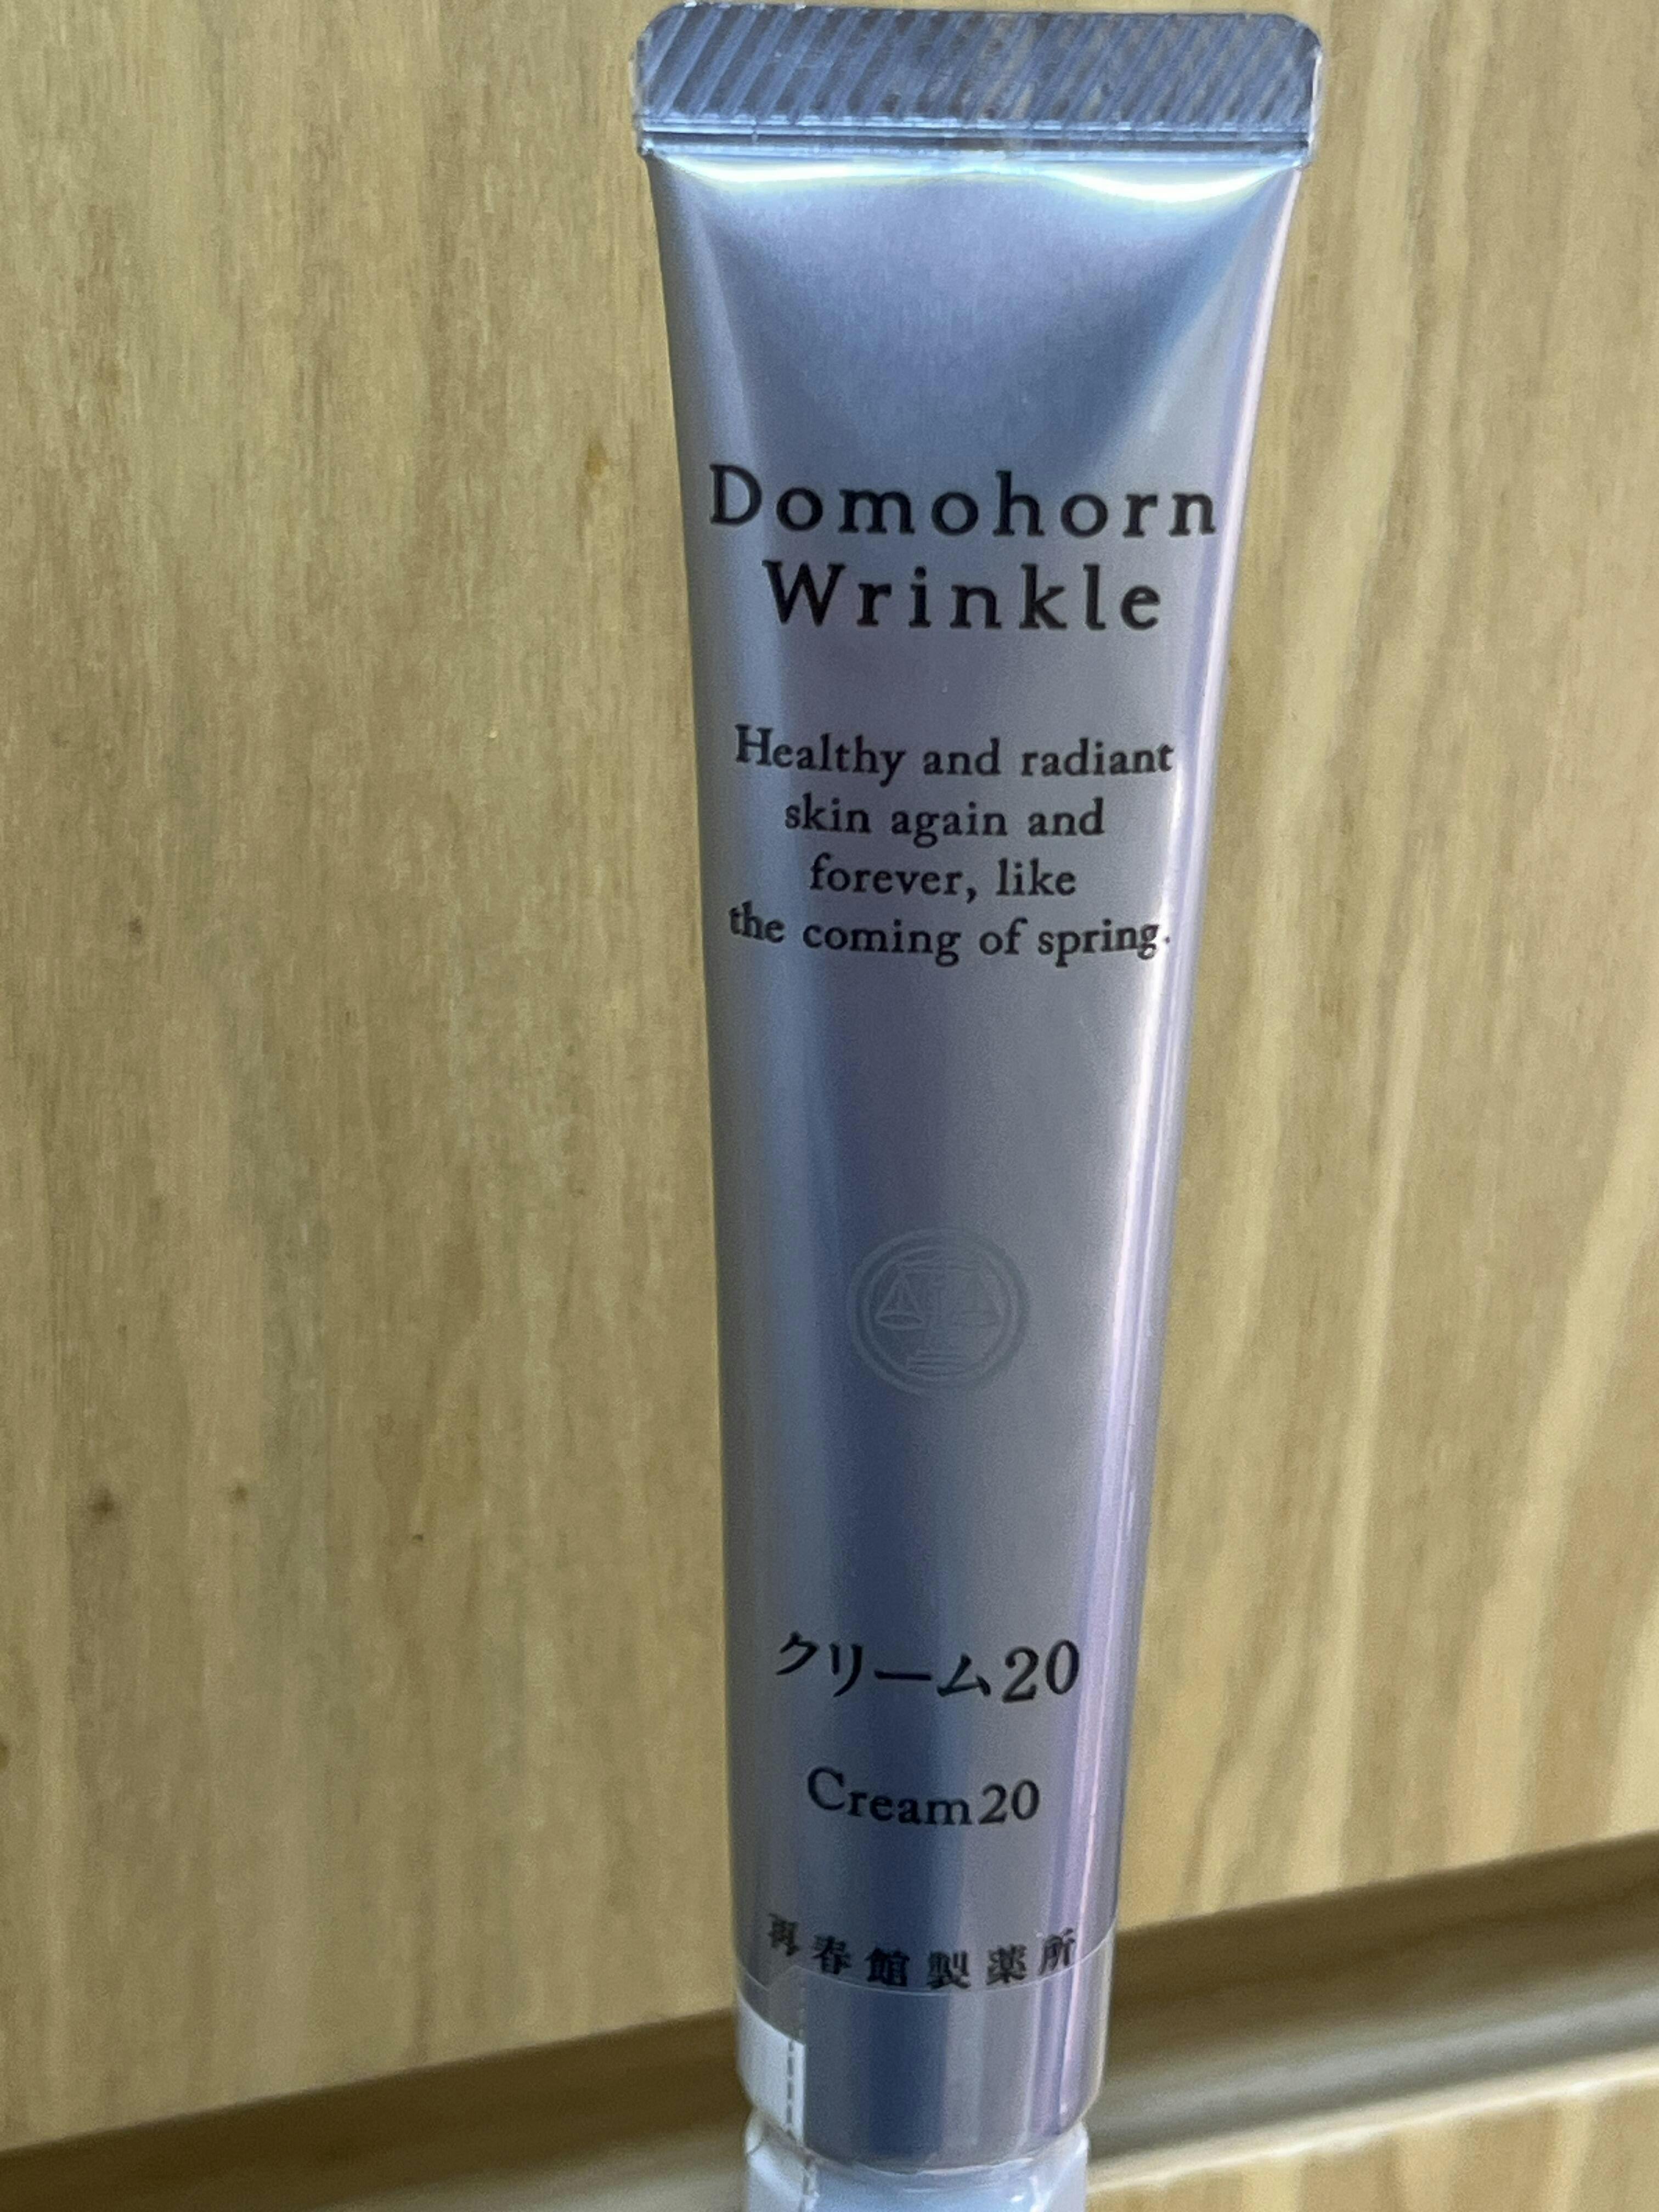 Domohorn
Wrinkle
Healthy and radiant
skin again and
forever, like
the coming of spring.
クリーム20
Cream20
再春館製薬所